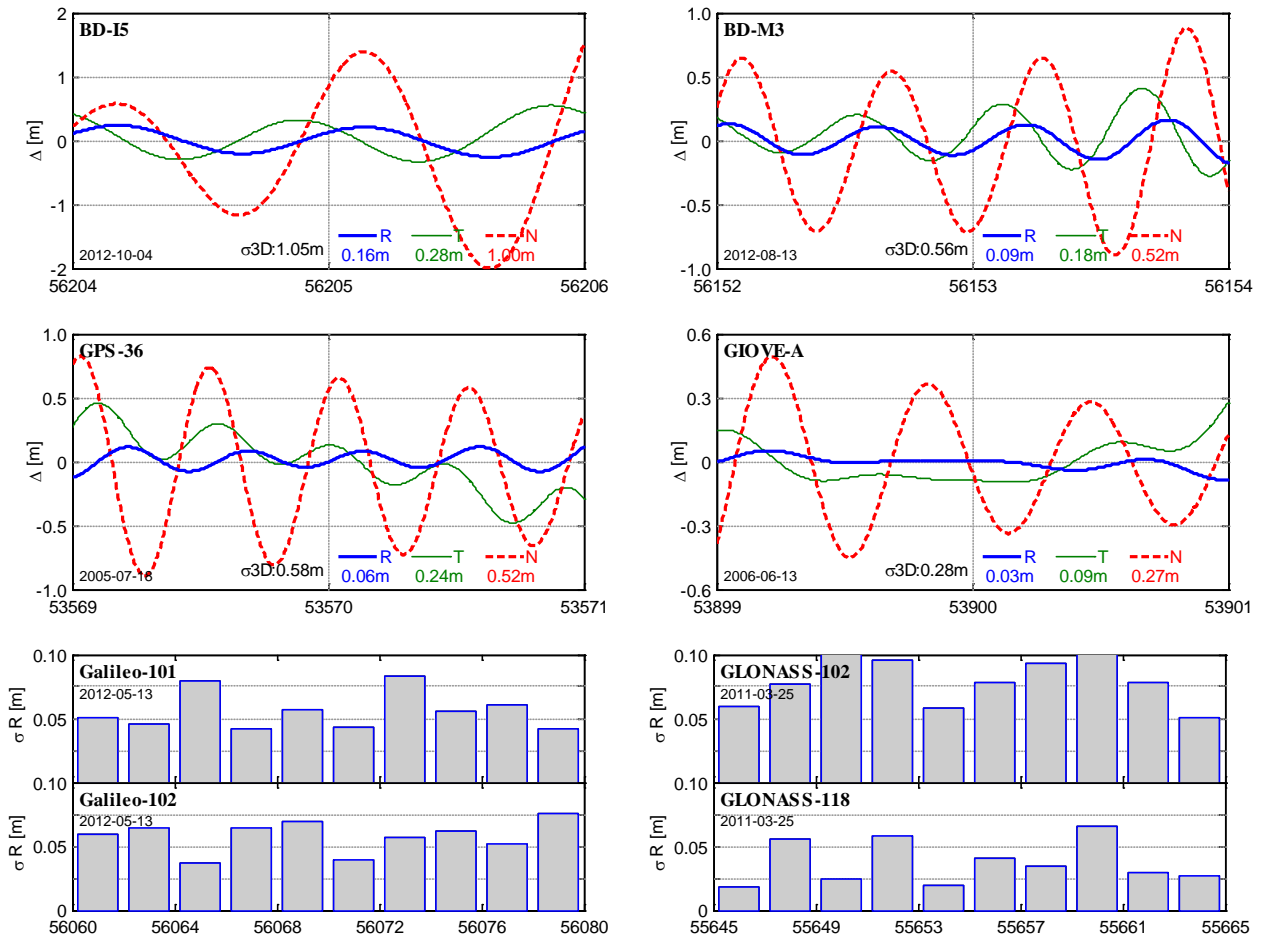 BD-I5
2
1
0
-1
-2
Δ [m]
2012-10-04
σ3D:1.05m
R T N
0.16m 0.28m 1.00m
56204 56205 56206
BD-M3
1.0
0.5
0
-0.5
-1.0
Δ [m]
2012-08-13
σ3D:0.56m
R T N
0.09m 0.18m 0.52m
56152 56153 56154
GPS-36
1.0
0.5
0
-0.5
-1.0
Δ [m]
2005-07-18
σ3D:0.58m
R T N
0.06m 0.24m 0.52m
53569 53570 53571
GIOVE-A
0.6
0.3
0
-0.3
-0.6
Δ [m]
2006-06-13
σ3D:0.28m
R T N
0.03m 0.09m 0.27m
53899 53900 53901
Galileo-101
2012-05-13
0.10
0.05
σ R [m]
Galileo-102
2012-05-13
0.10
0.05
0
σ R [m]
56060 56064 56068 56072 56076 56080
GLONASS-102
2011-03-25
0.10
0.05
σ R [m]
GLONASS-118
2011-03-25
0.10
0.05
0
σ R [m]
55645 55649 55653 55657 55661 55665